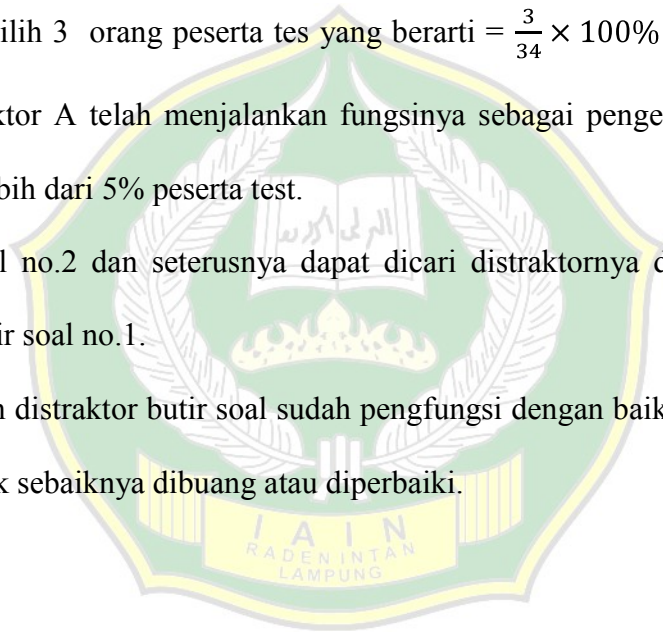 ilih 3 orang peserta tes yang berarti = 3/34 × 100%
ktor A telah menjalankan fungsinya sebagai penge
bih dari 5% peserta test.
l no.2 dan seterusnya dapat dicari distraktornya d
ir soal no.1.
n distraktor butir soal sudah pengfungsi dengan baik
k sebaiknya dibuang atau diperbaiki.
I A I N
RADEN INTAN
LAMPUNG